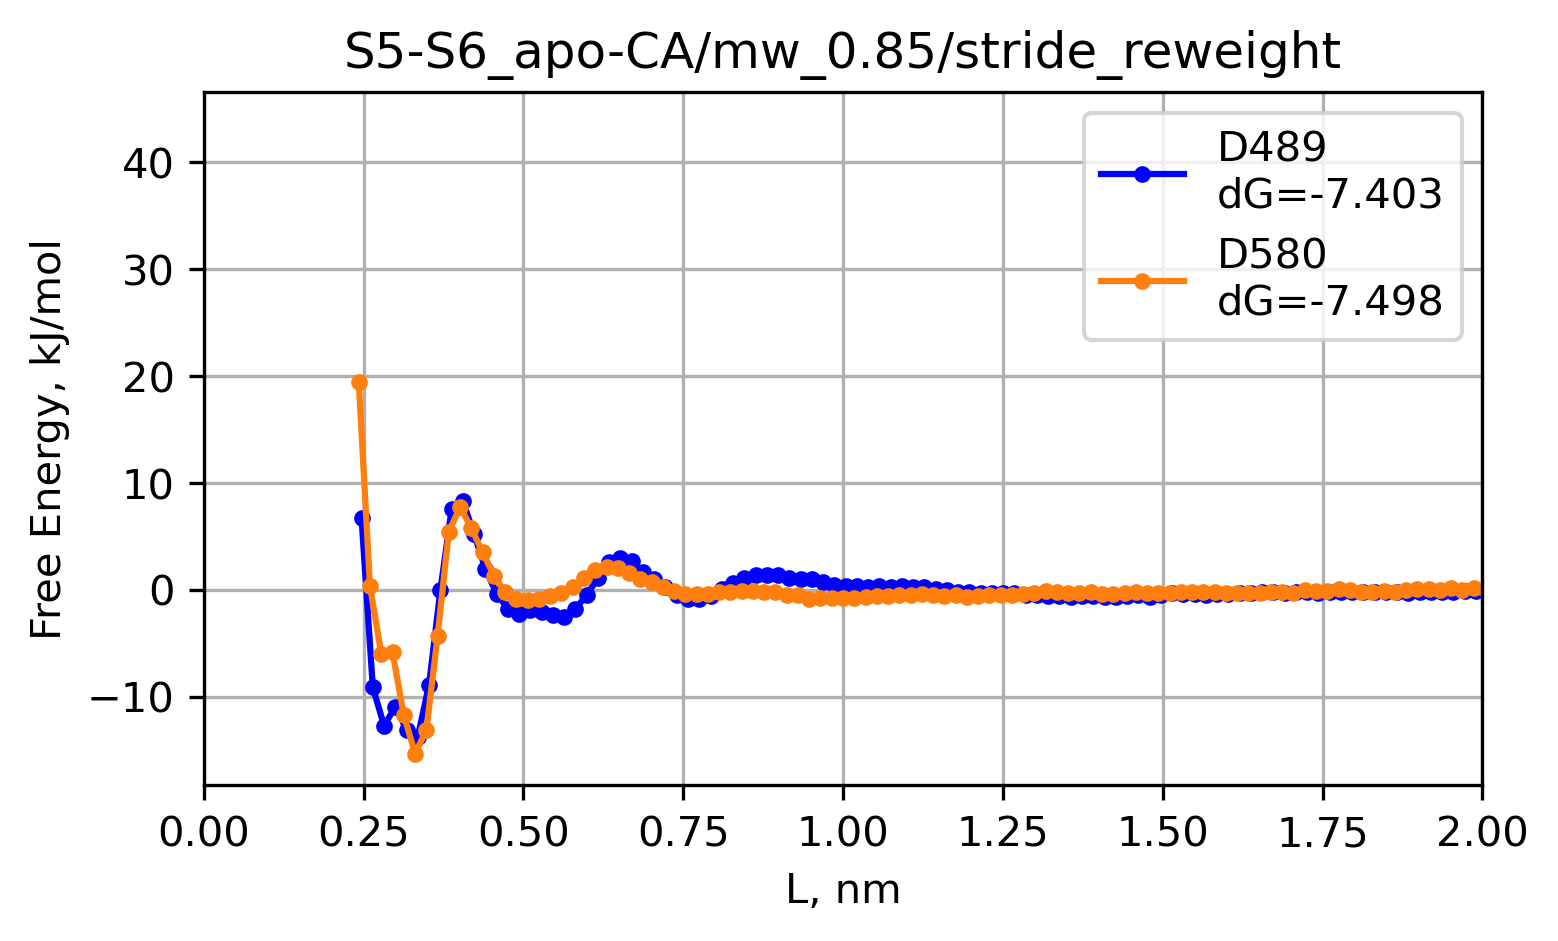 S5-S6_apo-CA/mw_0.85/stride_reweight
Free Energy, kJ/mol
40
30
20
10
0
−10
D489
dG=-7.403
D580
dG=-7.498
0.00 0.25 0.50 0.75 1.00 1.25 1.50 1.75 2.00
L, nm